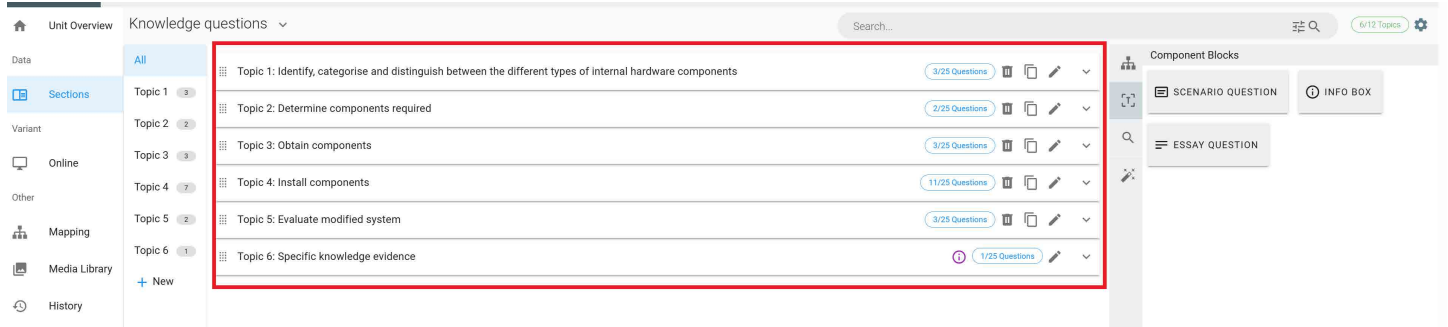 Unit Overview
Knowledge questions
Search...
6/12 Topics
Data
Sections
Variant
Online
Other
Mapping
Media Library
History
All
Topic 1 3
Topic 2 2
Topic 3 3
Topic 4 7
Topic 5 2
Topic 6 1
+ New
Topic 1: Identify, categorise and distinguish between the different types of internal hardware components 3/25 Questions
Topic 2: Determine components required 2/25 Questions
Topic 3: Obtain components 3/25 Questions
Topic 4: Install components 11/25 Questions
Topic 5: Evaluate modified system 3/25 Questions
Topic 6: Specific knowledge evidence 1/25 Questions
Component Blocks
SCENARIO QUESTION
INFO BOX
ESSAY QUESTION